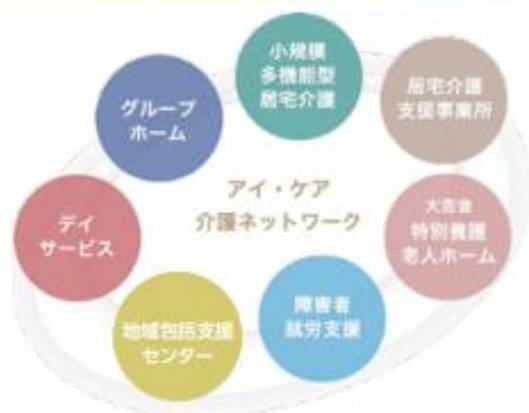 小規模
多機能型
居宅介護
居宅介護
支援事業所
グループ
ホーム
アイ・ケア
介護ネットワーク
特別養護
老人ホーム
デイ
サービス
障害者
就労支援
地域包括支援
センター